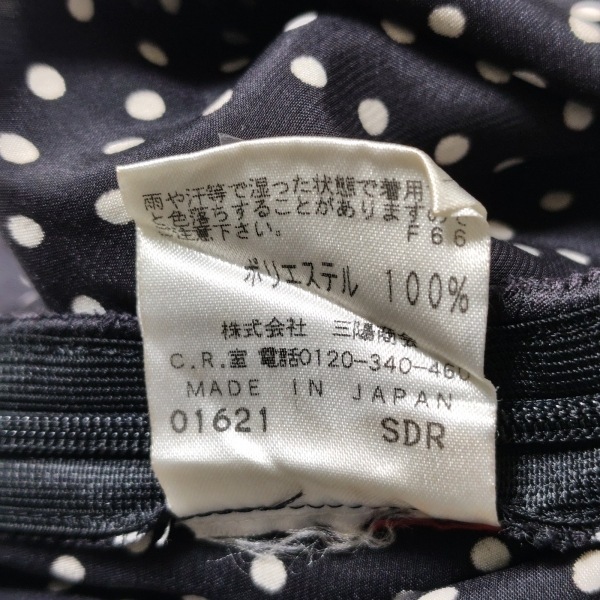 雨や汗等で湿った状態で着用
と色落ちすることがありますので
ご注意下さい。
F66
ポリエステル 100%
株式会社 三陽商会
C.R.室 電話0120-340-460
MADE IN JAPAN
01621 SDR